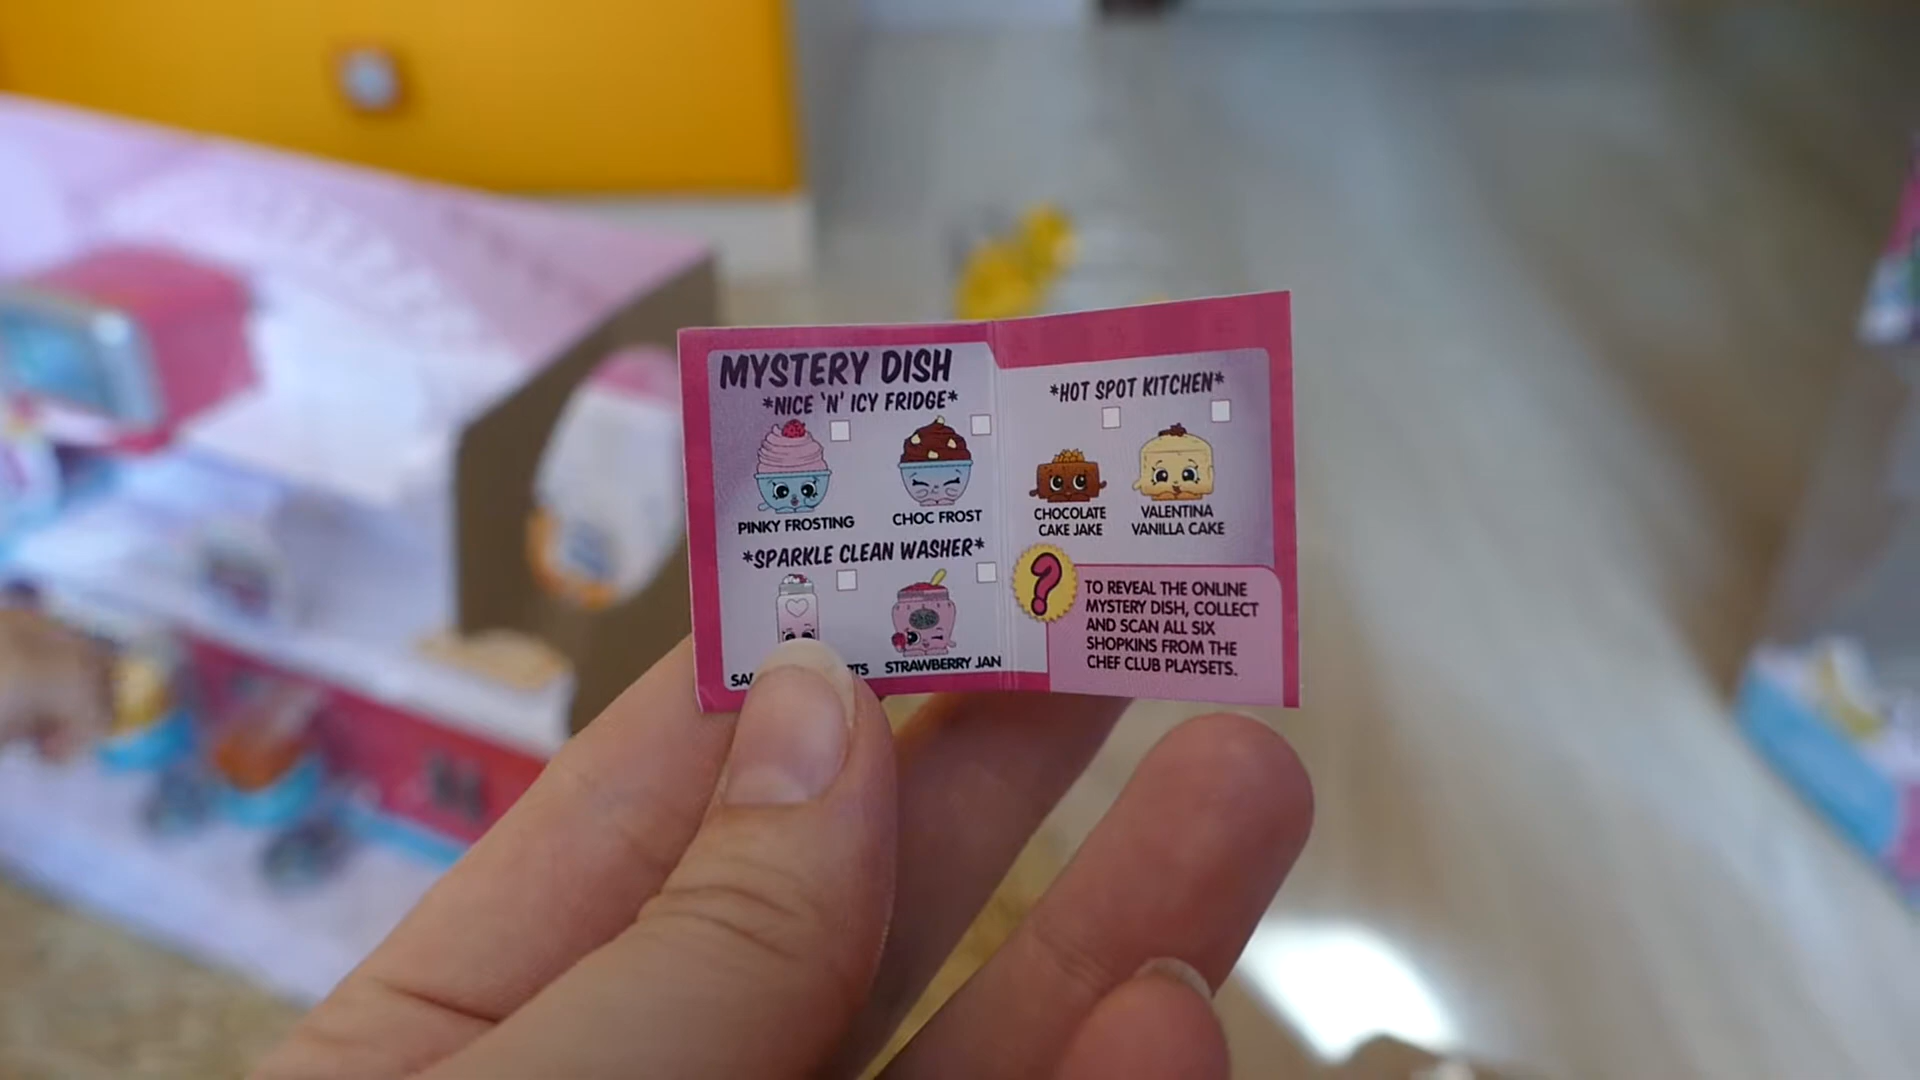 MYSTERY DISH
*NICE 'N' ICY FRIDGE*
PINKY FROSTING
CHOC FROST
*SPARKLE CLEAN WASHER*
STRAWBERRY JAN
*HOT SPOT KITCHEN*
CHOCOLATE
CAKE JAKE
VALENTINA
VANILLA CAKE
?
TO REVEAL THE ONLINE
MYSTERY DISH, COLLECT
AND SCAN ALL SIX
SHOPKINS FROM THE
CHEF CLUB PLAYSETS.